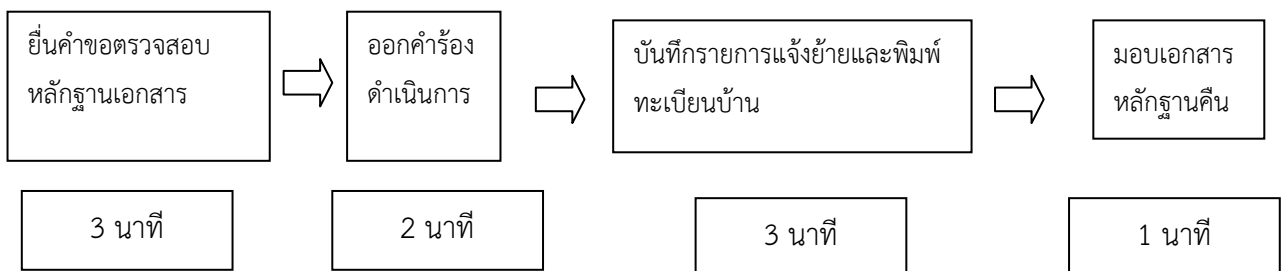 ยื่นคำขอตรวจสอบ
หลักฐานเอกสาร
ออกคำร้อง
ดำเนินการ
บันทึกรายการแจ้งย้ายและพิมพ์
ทะเบียนบ้าน
มอบเอกสาร
หลักฐานคืน
3 นาที
2 นาที
3 นาที
1 นาที